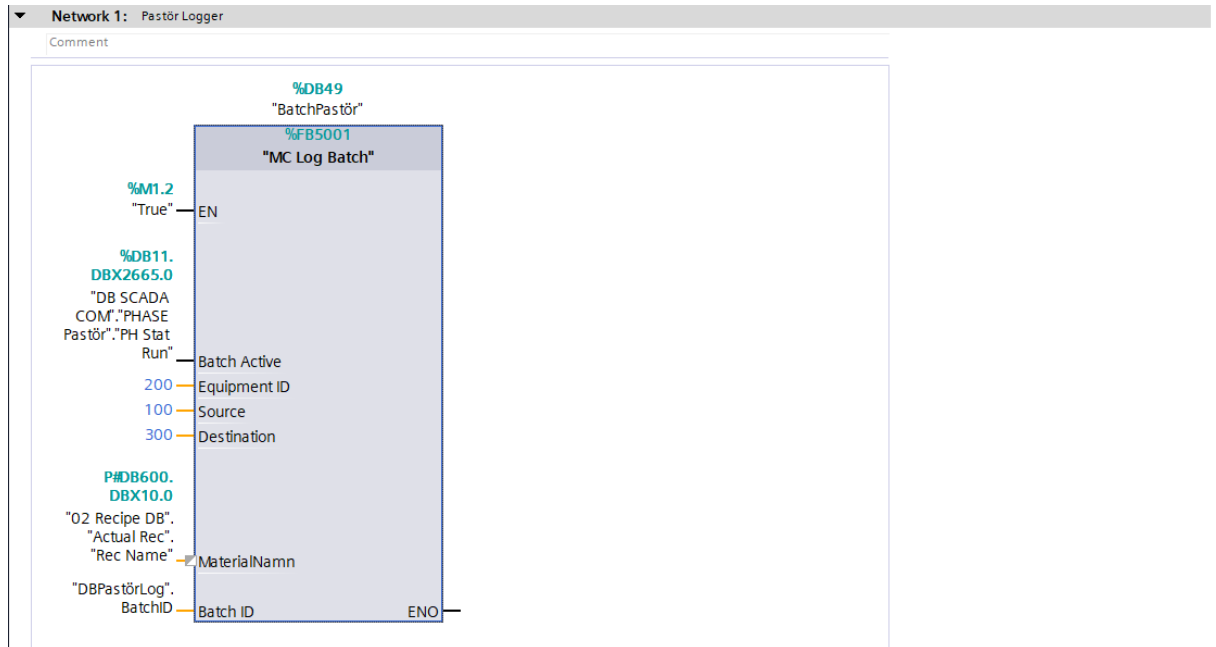 Network 1: Pastör Logger
Comment
%DB49
"BatchPastör"
%FB5001
"MC Log Batch"
%M1.2
"True"
EN
%DB11.
DBX2665.0
"DB SCADA
COM"."PHASE
Pastör"."PH Stat
Run"
Batch Active
200
Equipment ID
100
Source
300
Destination
P#DB600.
DBX10.0
"02 Recipe DB".
"Actual Rec".
"Rec Name"
MaterialNamn
"DBPastörLog".
BatchID
Batch ID
ENO